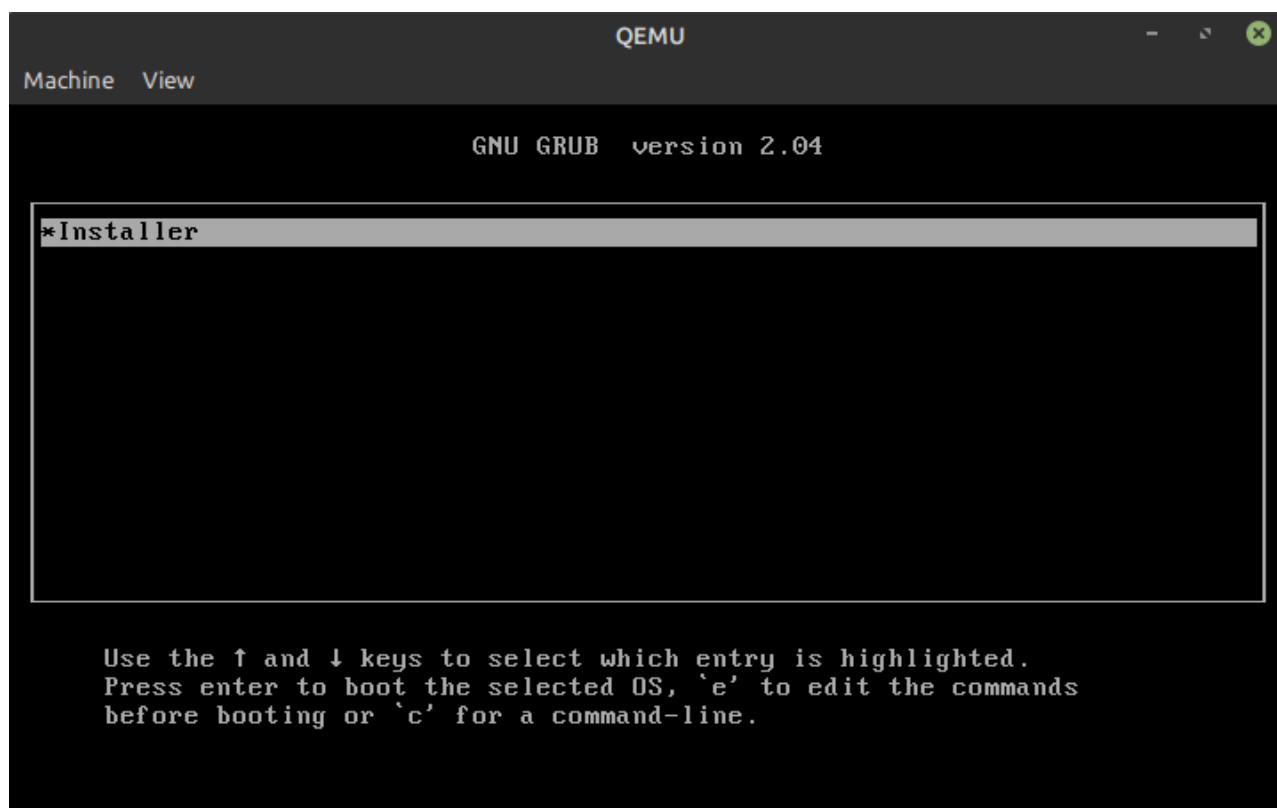 QEMU
Machine View
GNU GRUB version 2.04
*Installer
Use the ↑ and ↓ keys to select which entry is highlighted.
Press enter to boot the selected OS, `e' to edit the commands
before booting or `c' for a command-line.